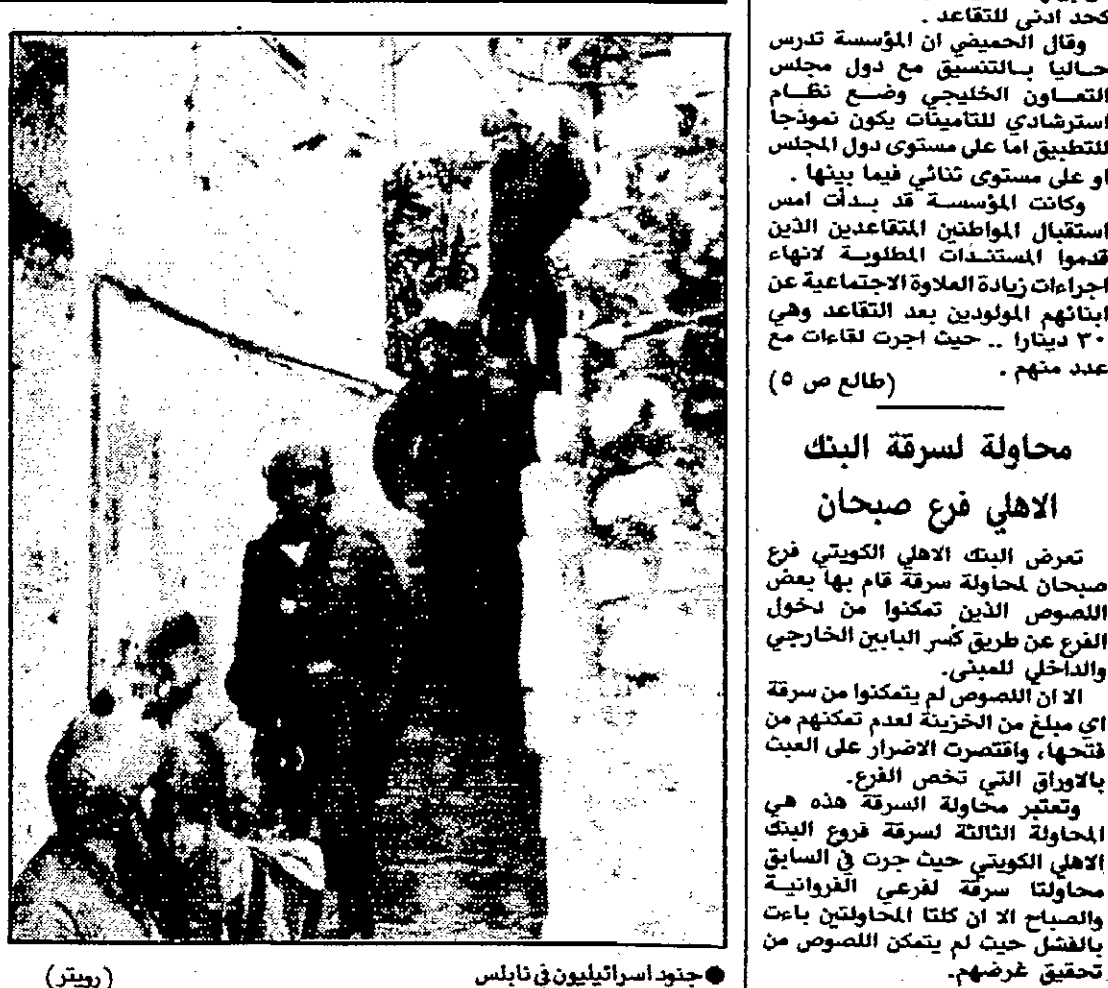 كحد ادنى للتقاعد .
وقال الحميضي ان المؤسسة تدرس
حاليا بالتنسيق مع دول مجلس
التعاون الخليجي وضع نظام
استرشادي للتامينات يكون نموذجا
للتطبيق اما على مستوى دول المجلس
او على مستوى ثنائي فيما بينها .
وكانت المؤسسة قد بدأت امس
استقبال المواطنين المتقاعدين الذين
قدموا المستندات المطلوبة لانهاء
اجراءات زيادة العلاوة الاجتماعية عن
ابنائهم المولودين بعد التقاعد وهي
٣٠ دينارا .. حيث اجرت لقاءات مع
عدد منهم .
(طالع ص ٥)
محاولة لسرقة البنك
الاهلي فرع صبحان
تعرض البنك الاهلي الكويتي فرع
صبحان لمحاولة سرقة قام بها بعض
اللصوص الذين تمكنوا من دخول
الفرع عن طريق كسر البابين الخارجي
والداخلي للمبنى.
الا ان اللصوص لم يتمكنوا من سرقة
اي مبلغ من الخزينة لعدم تمكنهم من
فتحها، واقتصرت الاضرار على العبث
بالاوراق التي تخص الفرع.
وتعتبر محاولة السرقة هذه هي
المحاولة الثالثة لسرقة فروع البنك
الاهلي الكويتي حيث جرت في السابق
محاولتا سرقة لفرعي الفروانية
والصباح الا ان كلتا المحاولتين باءت
بالفشل حيث لم يتمكن اللصوص من
تحقيق غرضهم.
● جنود اسرائيليون في نابلس
(رويتر)